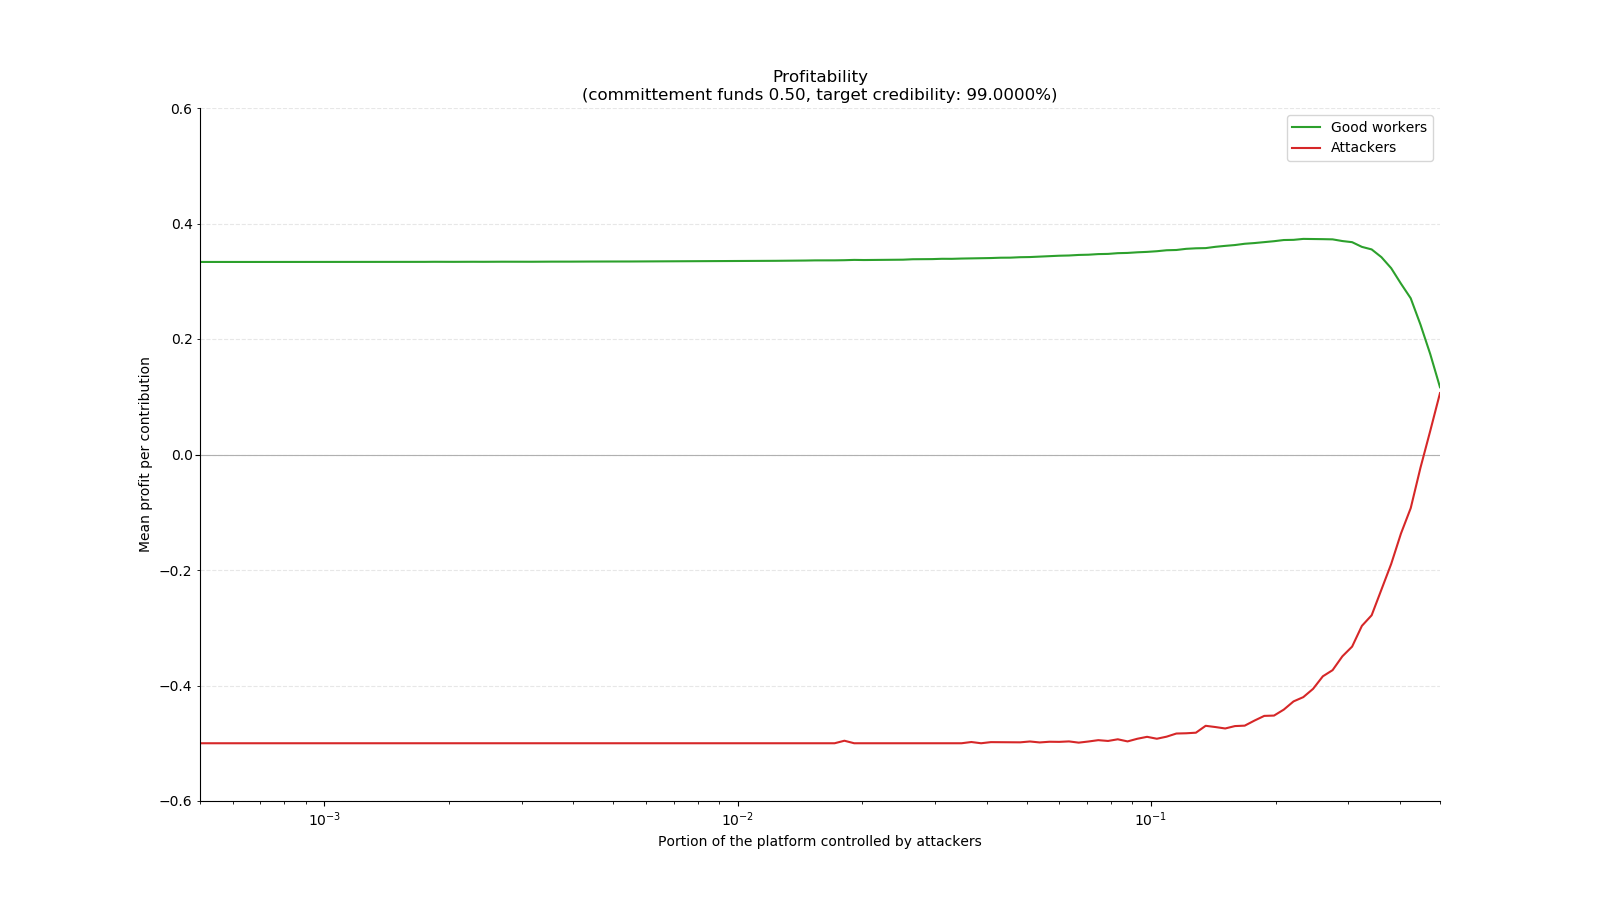 Profitability
(committement funds 0.50, target credibility: 99.0000%)
Good workers
Attackers
Mean profit per contribution
0.6
0.4
0.2
0.0
−0.2
−0.4
−0.6
10⁻³
10⁻²
10⁻¹
Portion of the platform controlled by attackers